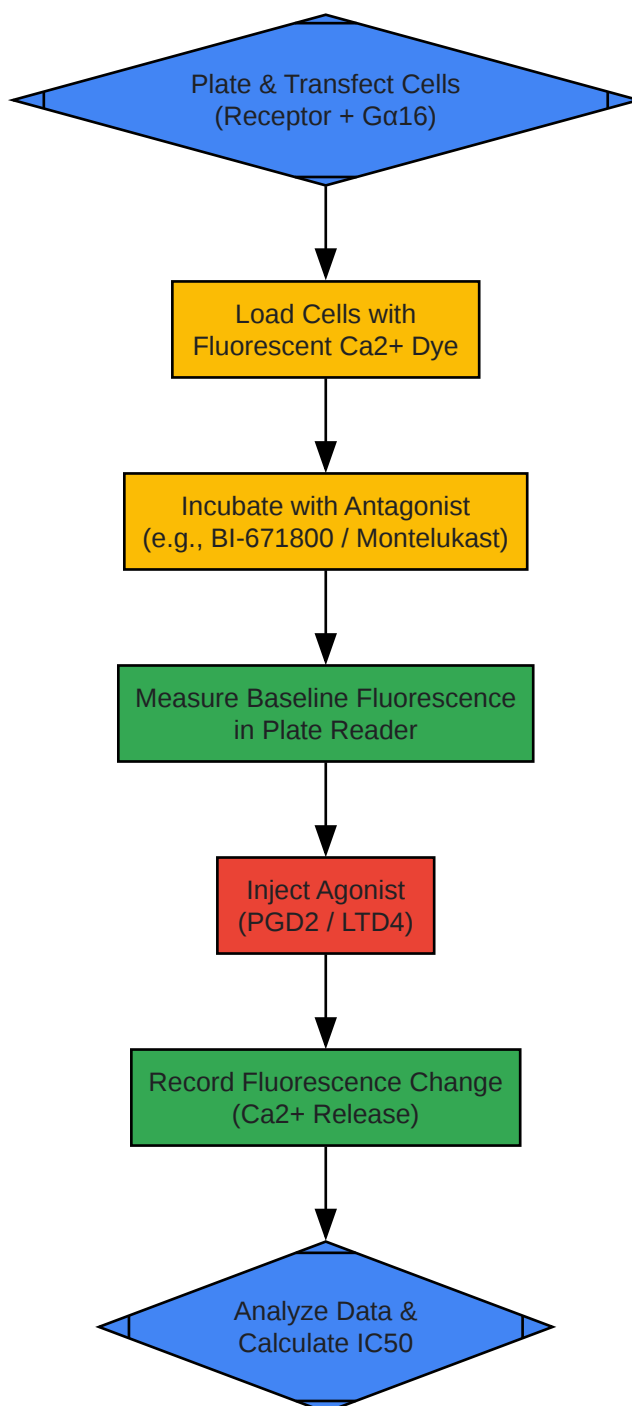 Plate & Transfect Cells
(Receptor + Gα16)
Load Cells with
Fluorescent Ca2+ Dye
Incubate with Antagonist
(e.g., BI-671800 / Montelukast)
Measure Baseline Fluorescence
in Plate Reader
Inject Agonist
(PGD2 / LTD4)
Record Fluorescence Change
(Ca2+ Release)
Analyze Data &
Calculate IC50